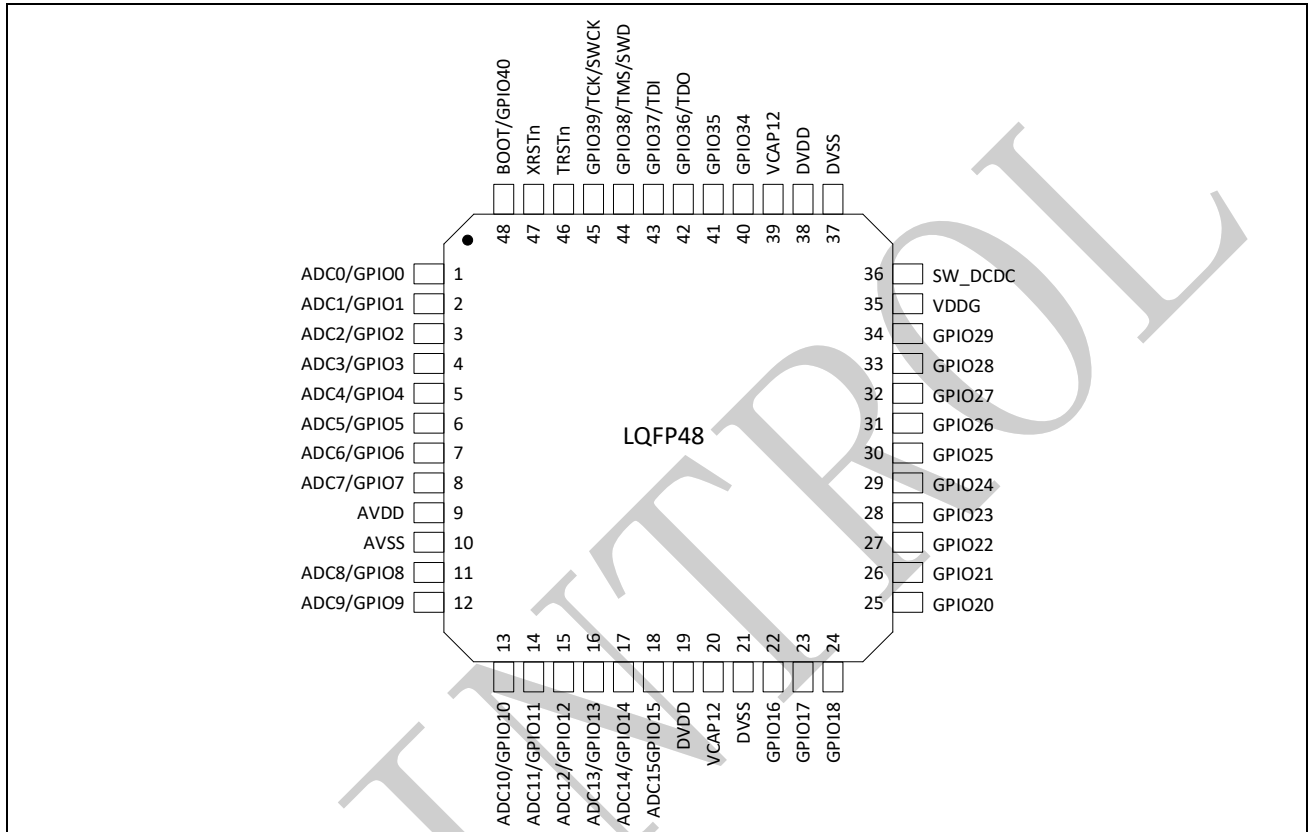 BOOT/GPIO40
XRSTn
TRSTn
GPIO39/TCK/SWCK
GPIO38/TMS/SWD
GPIO37/TDI
GPIO36/TDO
GPIO35
GPIO34
VCAP12
DVDD
DVSS
48
47
46
45
44
43
42
41
40
39
38
37
ADC0/GPIO0 1
ADC1/GPIO1 2
ADC2/GPIO2 3
ADC3/GPIO3 4
ADC4/GPIO4 5
ADC5/GPIO5 6
ADC6/GPIO6 7
ADC7/GPIO7 8
AVDD 9
AVSS 10
ADC8/GPIO8 11
ADC9/GPIO9 12
LQFP48
36 SW_DCDC
35 VDDG
34 GPIO29
33 GPIO28
32 GPIO27
31 GPIO26
30 GPIO25
29 GPIO24
28 GPIO23
27 GPIO22
26 GPIO21
25 GPIO20
13
14
15
16
17
18
19
20
21
22
23
24
ADC10/GPIO10
ADC11/GPIO11
ADC12/GPIO12
ADC13/GPIO13
ADC14/GPIO14
ADC15GPIO15
DVDD
VCAP12
DVSS
GPIO16
GPIO17
GPIO18
NTROL